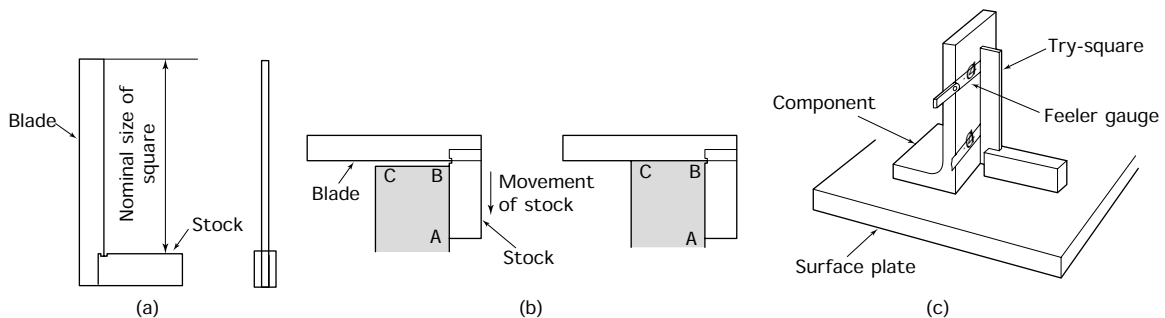 Blade
Nominal size of
square
Stock
(a)
C
B
A
Blade
Movement
of stock
Stock
C
B
A
(b)
Component
Try-square
Feeler gauge
Surface plate
(c)